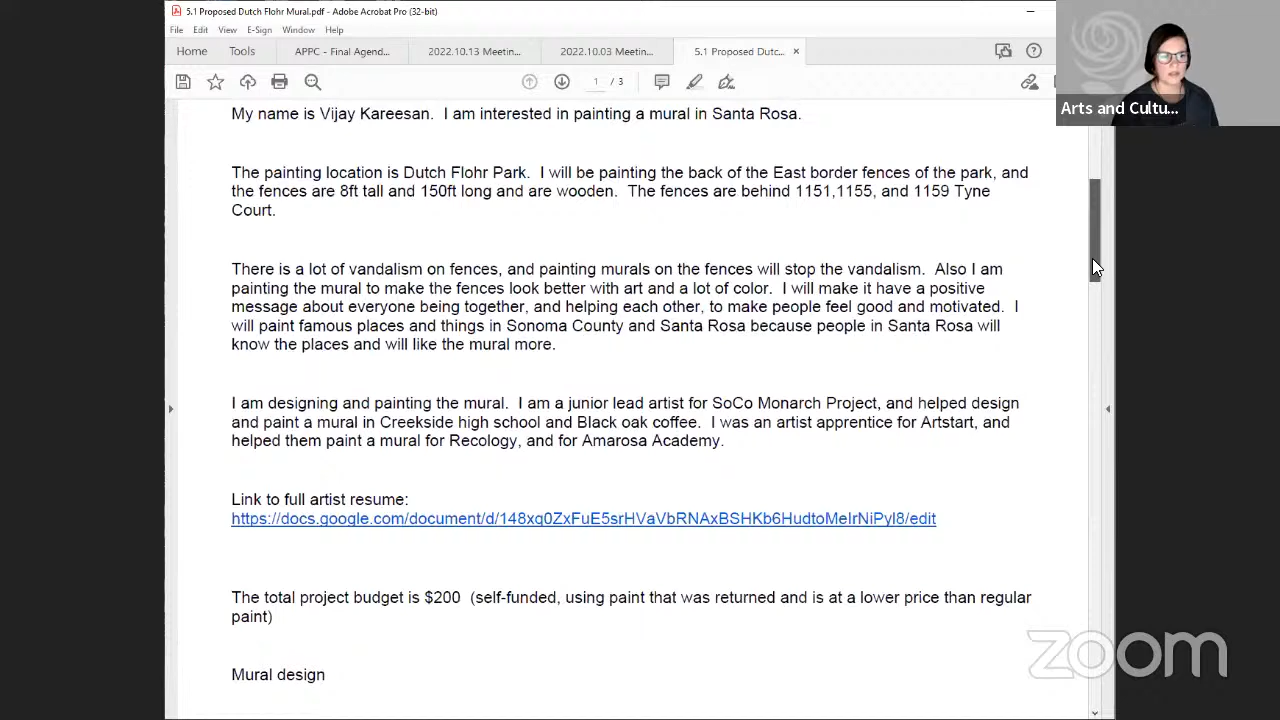 5.1 Proposed Dutch Flohr Mural.pdf - Adobe Acrobat Pro (32-bit)
File Edit View E-Sign Window Help
Home Tools APPC - Final Agend... 2022.10.13 Meetin... 2022.10.03 Meetin... 5.1 Proposed Dutc... ×
1 / 3
Arts and Cultu...
My name is Vijay Kareesan. I am interested in painting a mural in Santa Rosa.
The painting location is Dutch Flohr Park. I will be painting the back of the East border fences of the park, and
the fences are 8ft tall and 150ft long and are wooden. The fences are behind 1151,1155, and 1159 Tyne
Court.
There is a lot of vandalism on fences, and painting murals on the fences will stop the vandalism. Also I am
painting the mural to make the fences look better with art and a lot of color. I will make it have a positive
message about everyone being together, and helping each other, to make people feel good and motivated. I
will paint famous places and things in Sonoma County and Santa Rosa because people in Santa Rosa will
know the places and will like the mural more.
I am designing and painting the mural. I am a junior lead artist for SoCo Monarch Project, and helped design
and paint a mural in Creekside high school and Black oak coffee. I was an artist apprentice for Artstart, and
helped them paint a mural for Recology, and for Amarosa Academy.
Link to full artist resume:
https://docs.google.com/document/d/148xq0ZxFuE5srHVaVbRNAxBSHKb6HudtoMeIrNiPyI8/edit
The total project budget is $200 (self-funded, using paint that was returned and is at a lower price than regular
paint)
Mural design
zoom